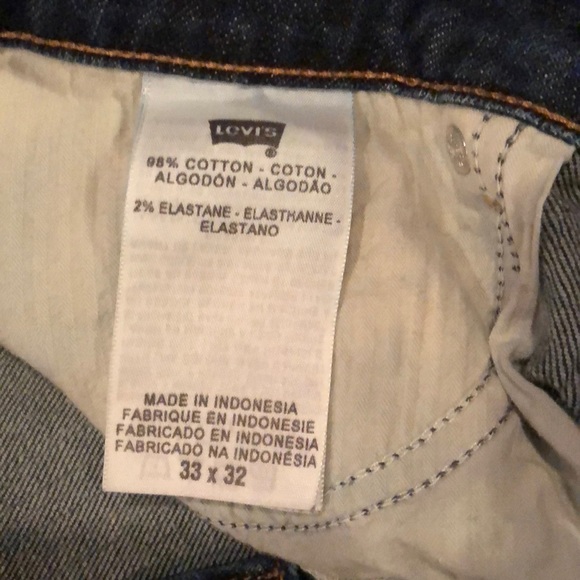 LEVI'S
®
98% COTTON - COTON -
ALGODÓN - ALGODÃO
2% ELASTANE - ELASTHANNE -
ELASTANO
MADE IN INDONESIA
FABRIQUE EN INDONESIE
FABRICADO EN INDONESIA
FABRICADO NA INDONÉSIA
33 x 32